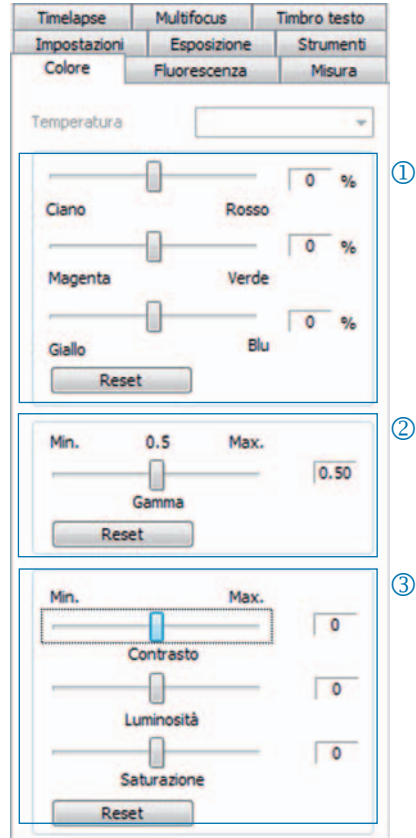 Timelapse Multifocus Timbro testo
Impostazioni Esposizione Strumenti
Colore Fluorescenza Misura
Temperatura
①
0 %
Ciano Rosso
0 %
Magenta Verde
0 %
Giallo Blu
Reset
②
Min. 0.5 Max.
0.50
Gamma
Reset
③
Min. Max.
0
Contrasto
0
Luminosità
0
Saturazione
Reset